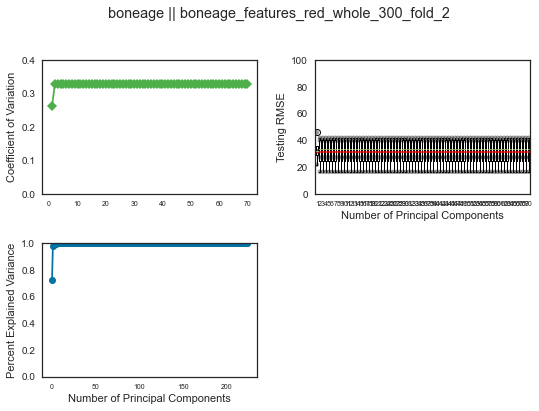 boneage || boneage_features_red_whole_300_fold_2
Coefficient of Variation
0.4
0.3
0.2
0.1
0.0
0 10 20 30 40 50 60 70
Testing RMSE
100
80
60
40
20
0
Number of Principal Components
Percent Explained Variance
1.0
0.8
0.6
0.4
0.2
0.0
0 50 100 150 200
Number of Principal Components